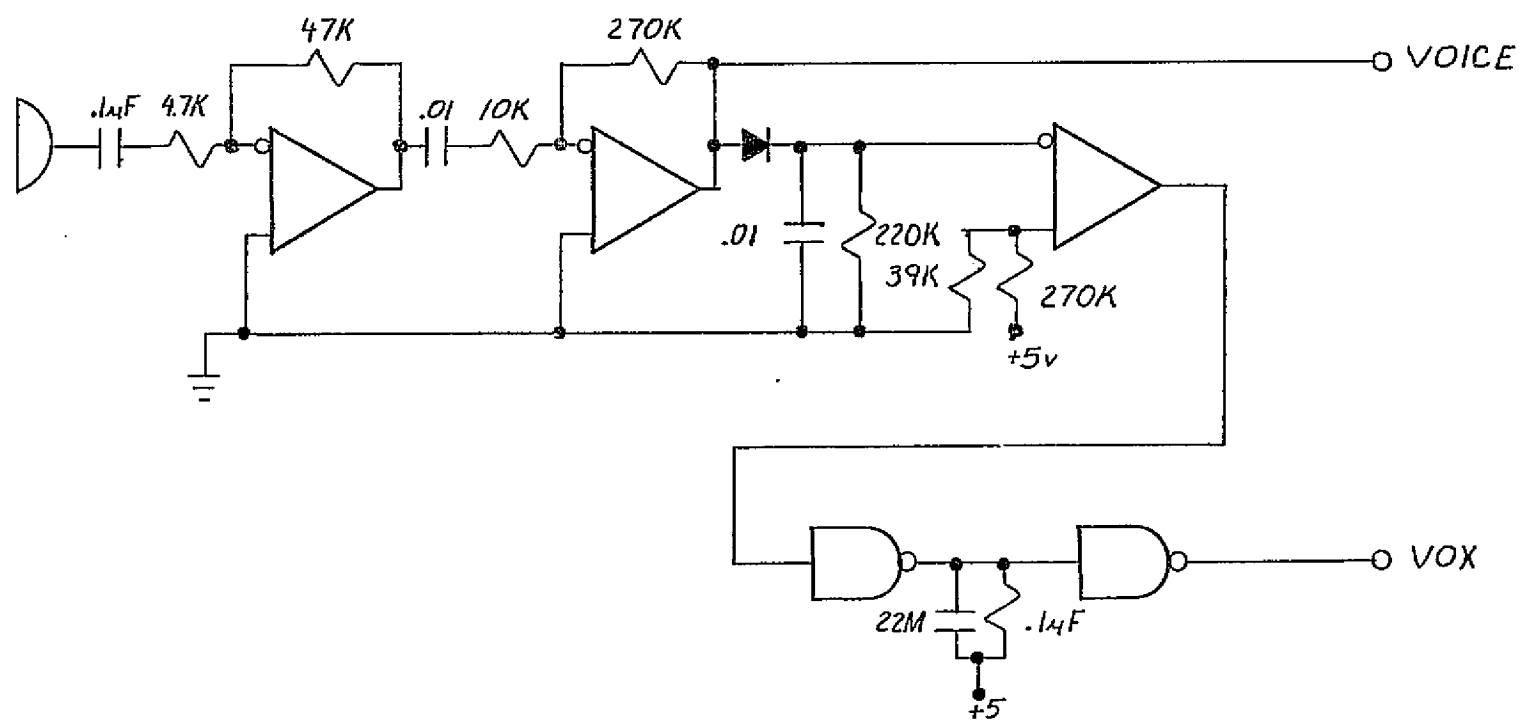 47K
270K
VOICE
.1µF
4.7K
.01
10K
.01
220K
39K
270K
+5v
VOX
22M
.1µF
+5